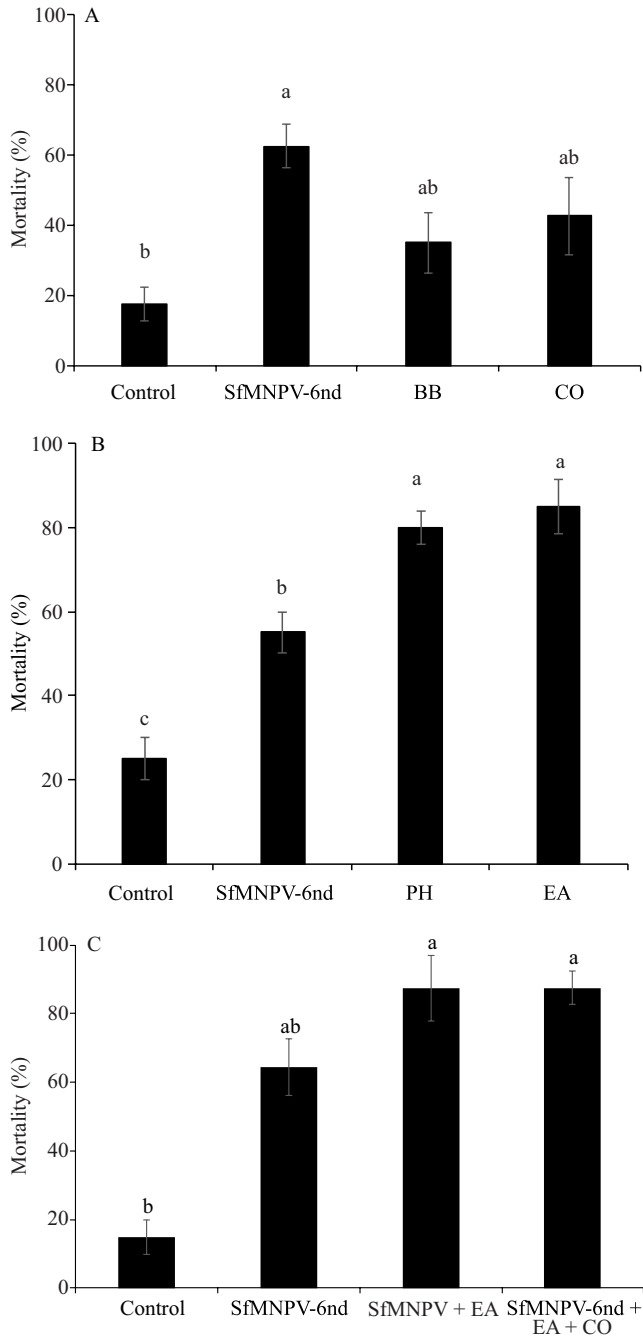 A
100
80
60
40
20
0
Mortality (%)
b
a
ab
ab
Control
SfMNPV-6nd
BB
CO
B
100
80
60
40
20
0
Mortality (%)
c
b
a
a
Control
SfMNPV-6nd
PH
EA
C
100
80
60
40
20
0
Mortality (%)
b
ab
a
a
Control
SfMNPV-6nd
SfMNPV + EA
SfMNPV-6nd +
EA + CO